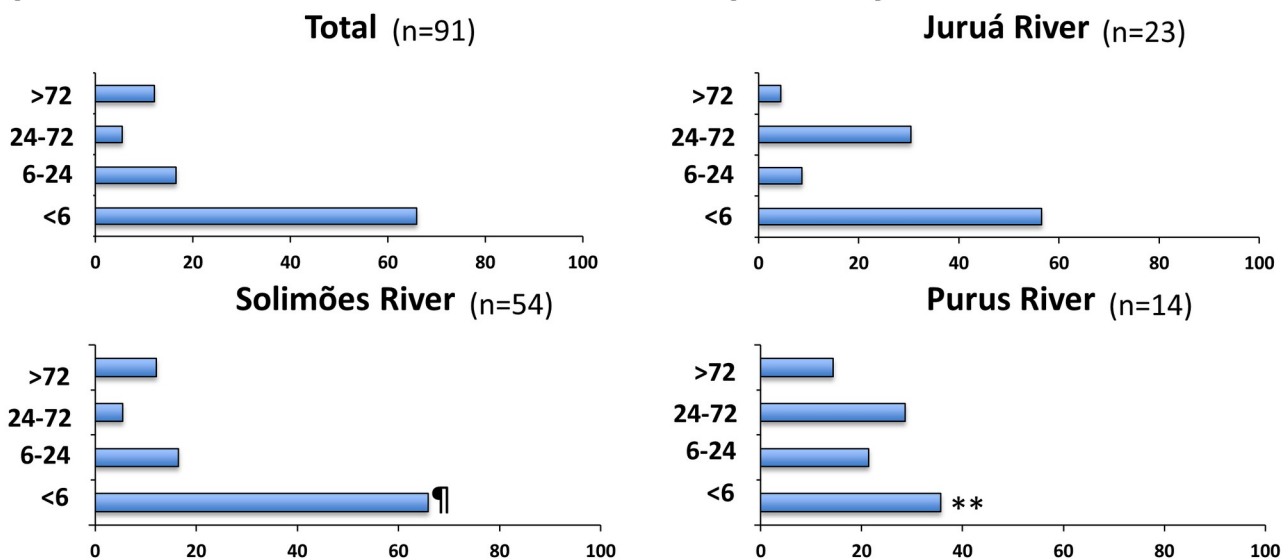 Total (n=91)
>72
24-72
6-24
<6
0 20 40 60 80 100
Juruá River (n=23)
>72
24-72
6-24
<6
0 20 40 60 80 100
Solimões River (n=54)
>72
24-72
6-24
<6 ¶
0 20 40 60 80 100
Purus River (n=14)
>72
24-72
6-24
<6 **
0 20 40 60 80 100